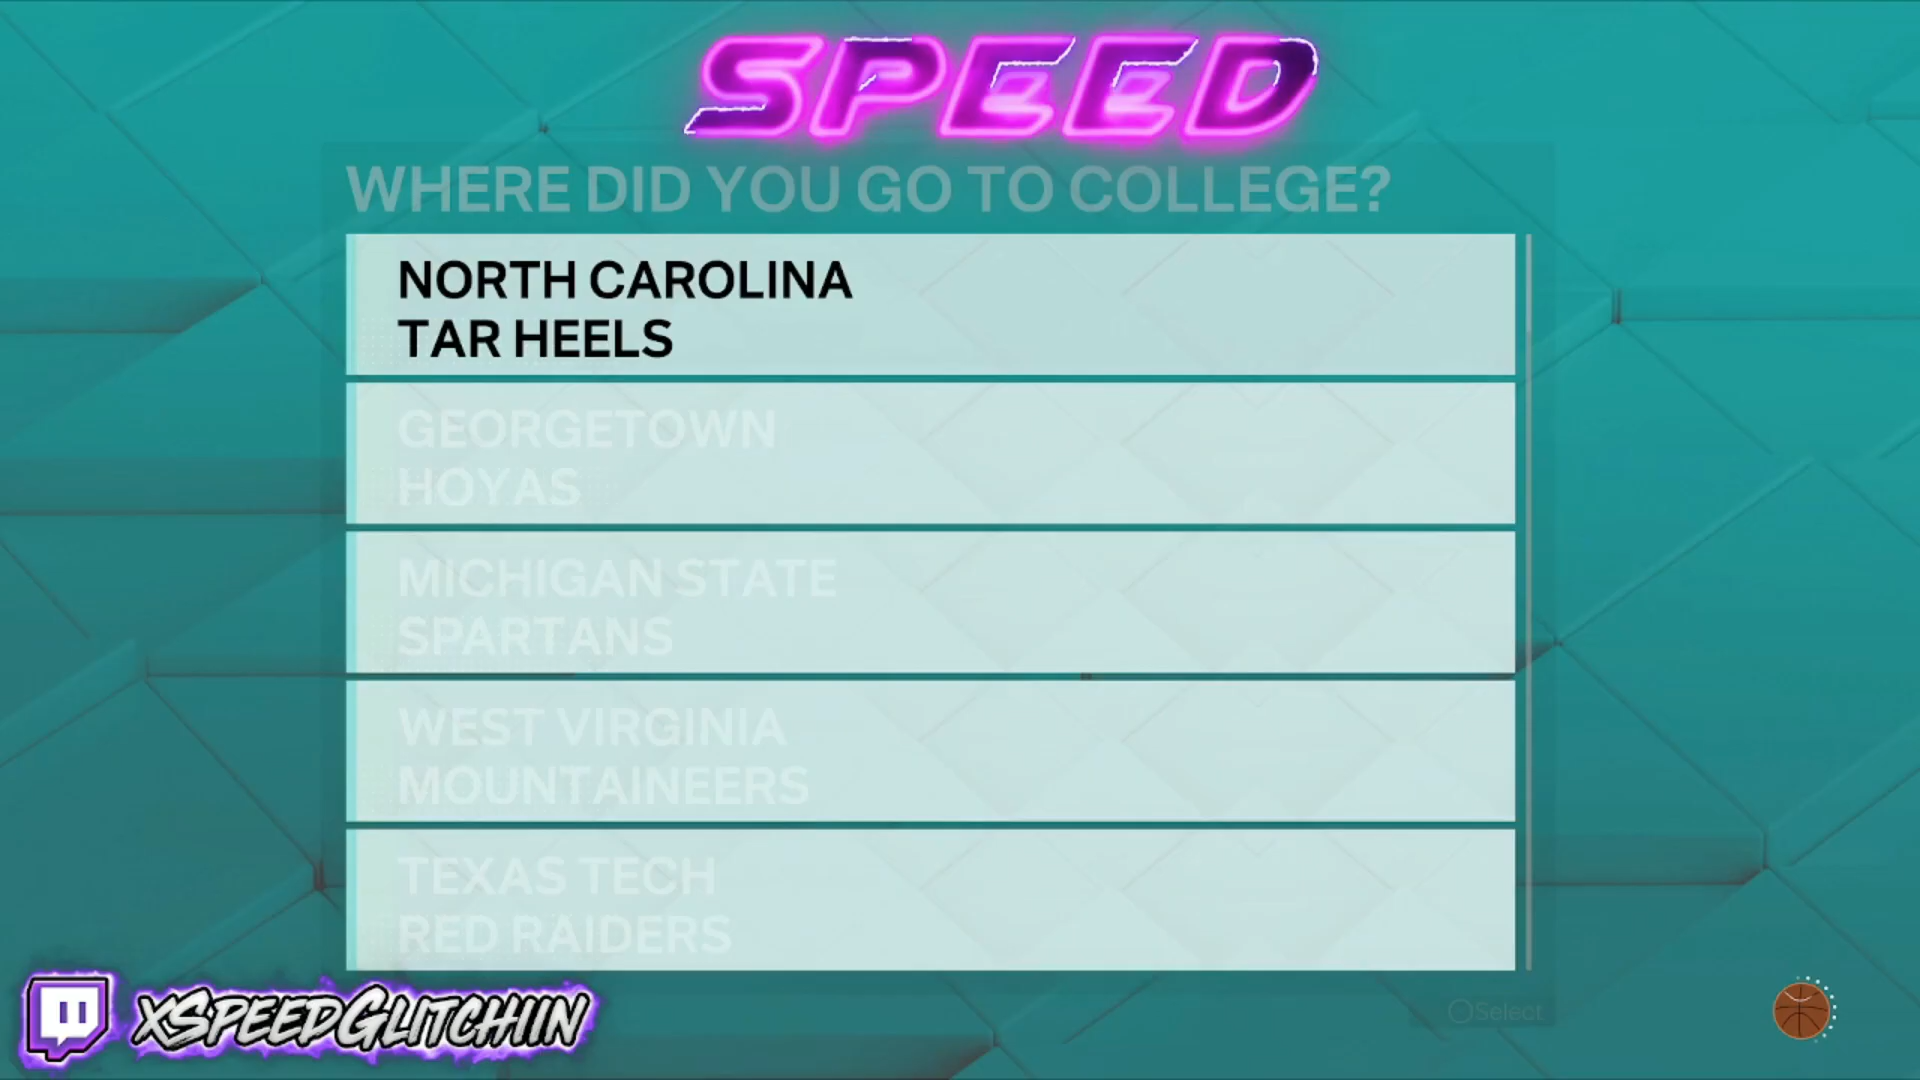 SPEED
WHERE DID YOU GO TO COLLEGE?
NORTH CAROLINA
TAR HEELS
GEORGETOWN
HOYAS
MICHIGAN STATE
SPARTANS
WEST VIRGINIA
MOUNTAINEERS
TEXAS TECH
RED RAIDERS
xSPEEDGLITCHIIN
Select